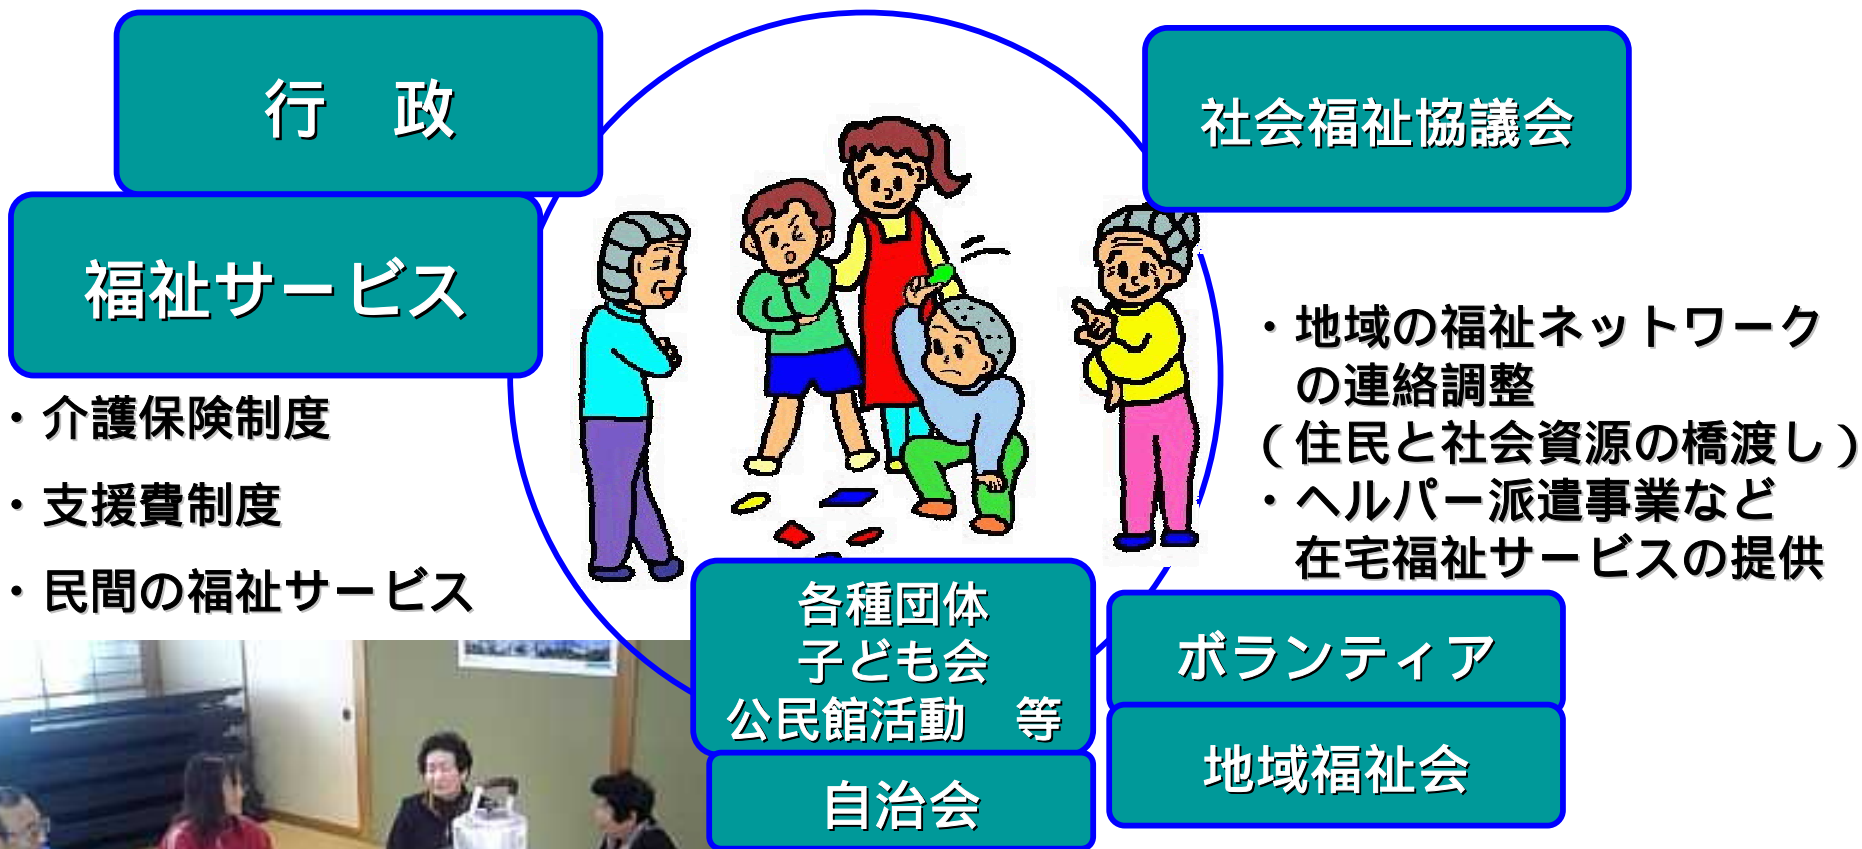 行　政
福祉サービス
・介護保険制度
・支援費制度
・民間の福祉サービス
社会福祉協議会
・地域の福祉ネットワーク
の連絡調整
（住民と社会資源の橋渡し）
・ヘルパー派遣事業など
在宅福祉サービスの提供
各種団体
子ども会
公民館活動　等
自治会
ボランティア
地域福祉会